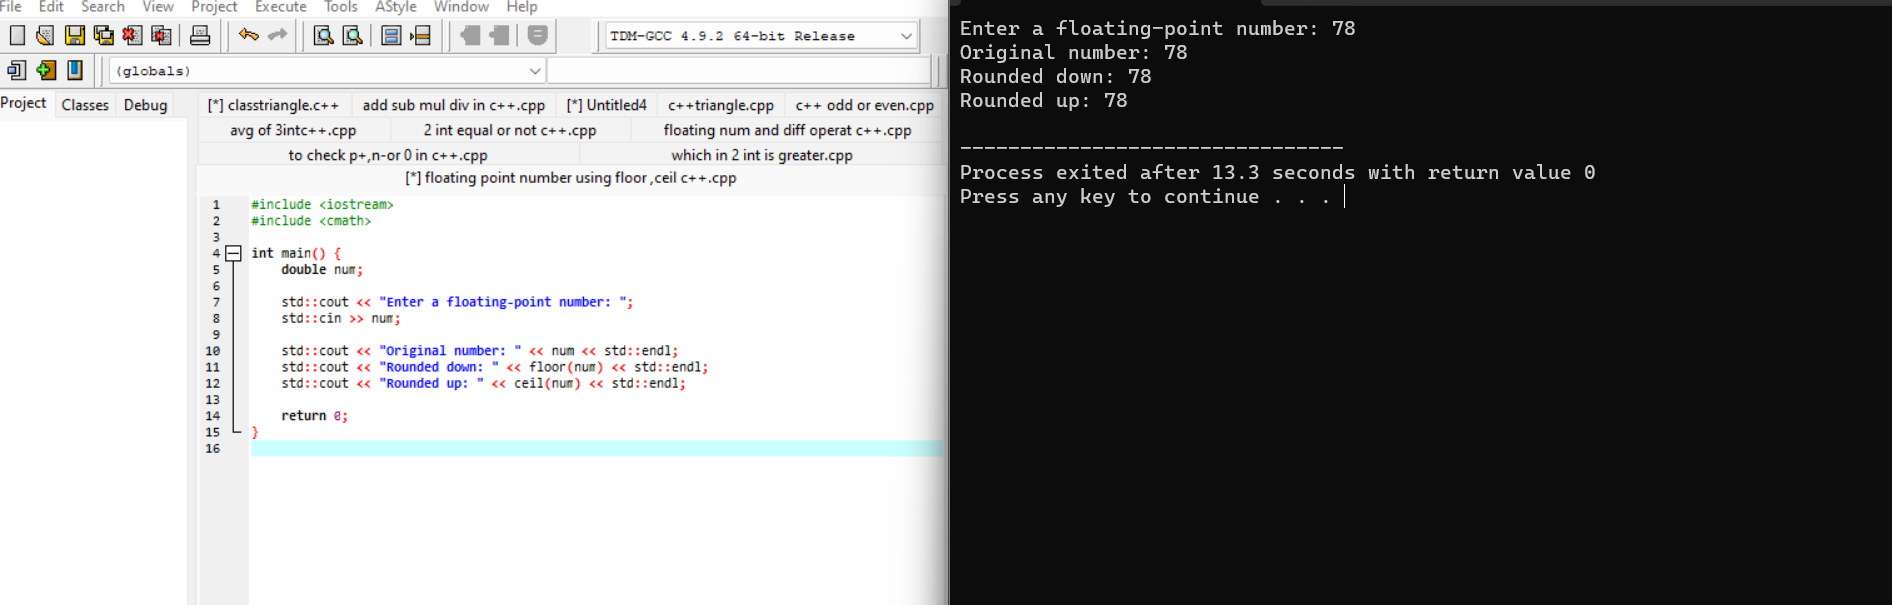 File Edit Search View Project Execute Tools AStyle Window Help
TDM-GCC 4.9.2 64-bit Release
(globals)
Project Classes Debug
[*] classtriangle.c++ add sub mul div in c++.cpp [*] Untitled4 c++triangle.cpp c++ odd or even.cpp
avg of 3intc++.cpp 2 int equal or not c++.cpp floating num and diff operat c++.cpp
to check p+,n-or 0 in c++.cpp which in 2 int is greater.cpp
[*] floating point number using floor ,ceil c++.cpp
1 #include <iostream>
2 #include <cmath>
3
4 int main() {
5 double num;
6
7 std::cout << "Enter a floating-point number: ";
8 std::cin >> num;
9
10 std::cout << "Original number: " << num << std::endl;
11 std::cout << "Rounded down: " << floor(num) << std::endl;
12 std::cout << "Rounded up: " << ceil(num) << std::endl;
13
14 return 0;
15 }
16
Enter a floating-point number: 78
Original number: 78
Rounded down: 78
Rounded up: 78
--------------------------------
Process exited after 13.3 seconds with return value 0
Press any key to continue . . .